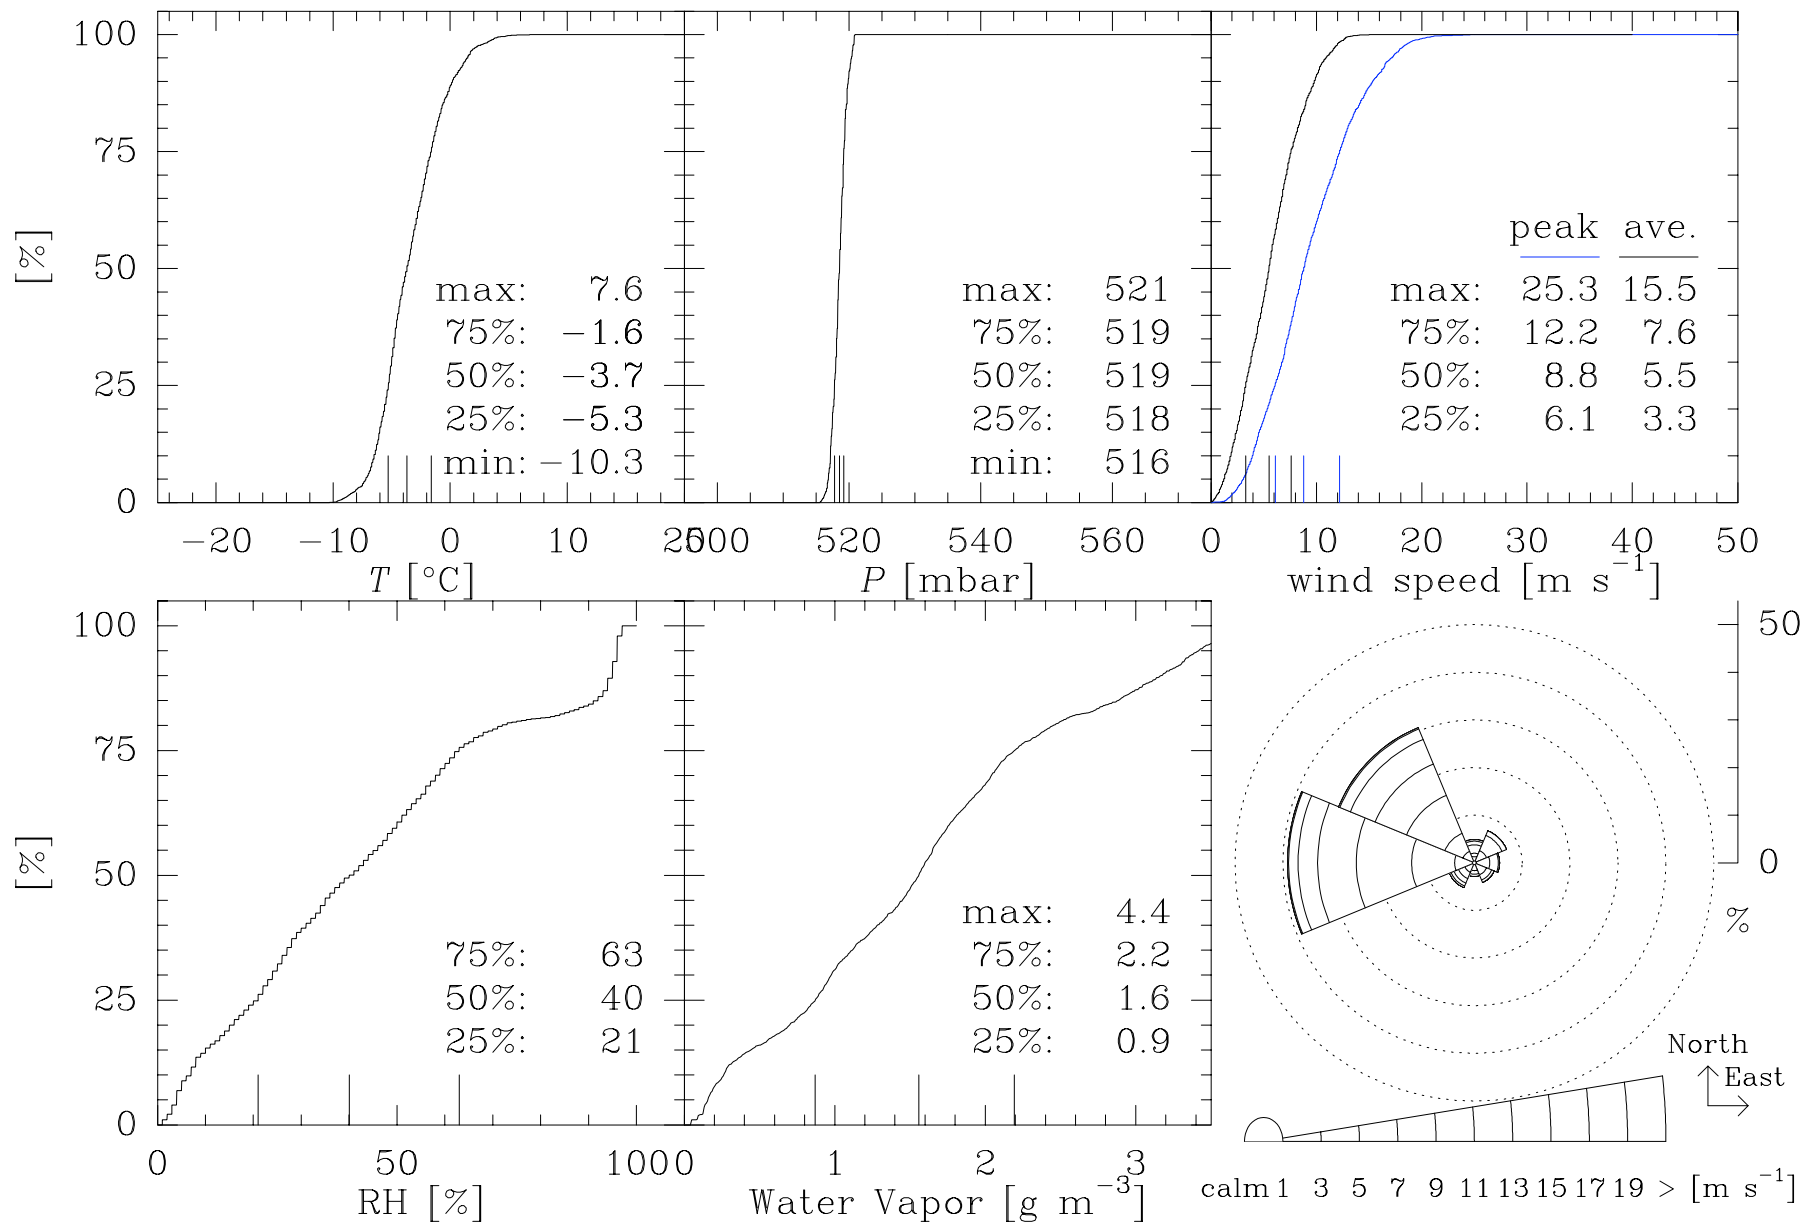 100
75
50
25
0
[%]
max: 7.6
75%: −1.6
50%: −3.7
25%: −5.3
min: −10.3
−20 −10 0 10 20
T [°C]
max: 521
75%: 519
50%: 519
25%: 518
min: 516
500 520 540 560
P [mbar]
peak ave.
max: 25.3 15.5
75%: 12.2 7.6
50%: 8.8 5.5
25%: 6.1 3.3
0 10 20 30 40 50
wind speed [m s−1]
100
75
50
25
0
[%]
75%: 63
50%: 40
25%: 21
0 50 100
RH [%]
max: 4.4
75%: 2.2
50%: 1.6
25%: 0.9
0 1 2 3
Water Vapor [g m−3]
50
0
%
North
East
calm 1 3 5 7 9 11 13 15 17 19 > [m s−1]